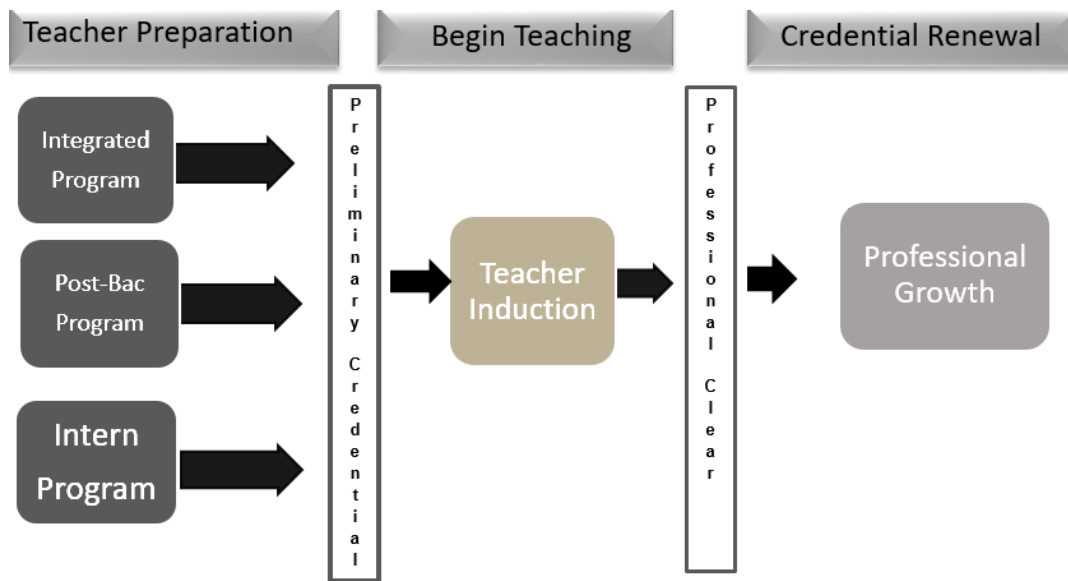 Teacher Preparation
Begin Teaching
Credential Renewal
Integrated
Program
Post-Bac
Program
Intern
Program
Preliminary Credential
Teacher
Induction
Professional Clear
Professional
Growth